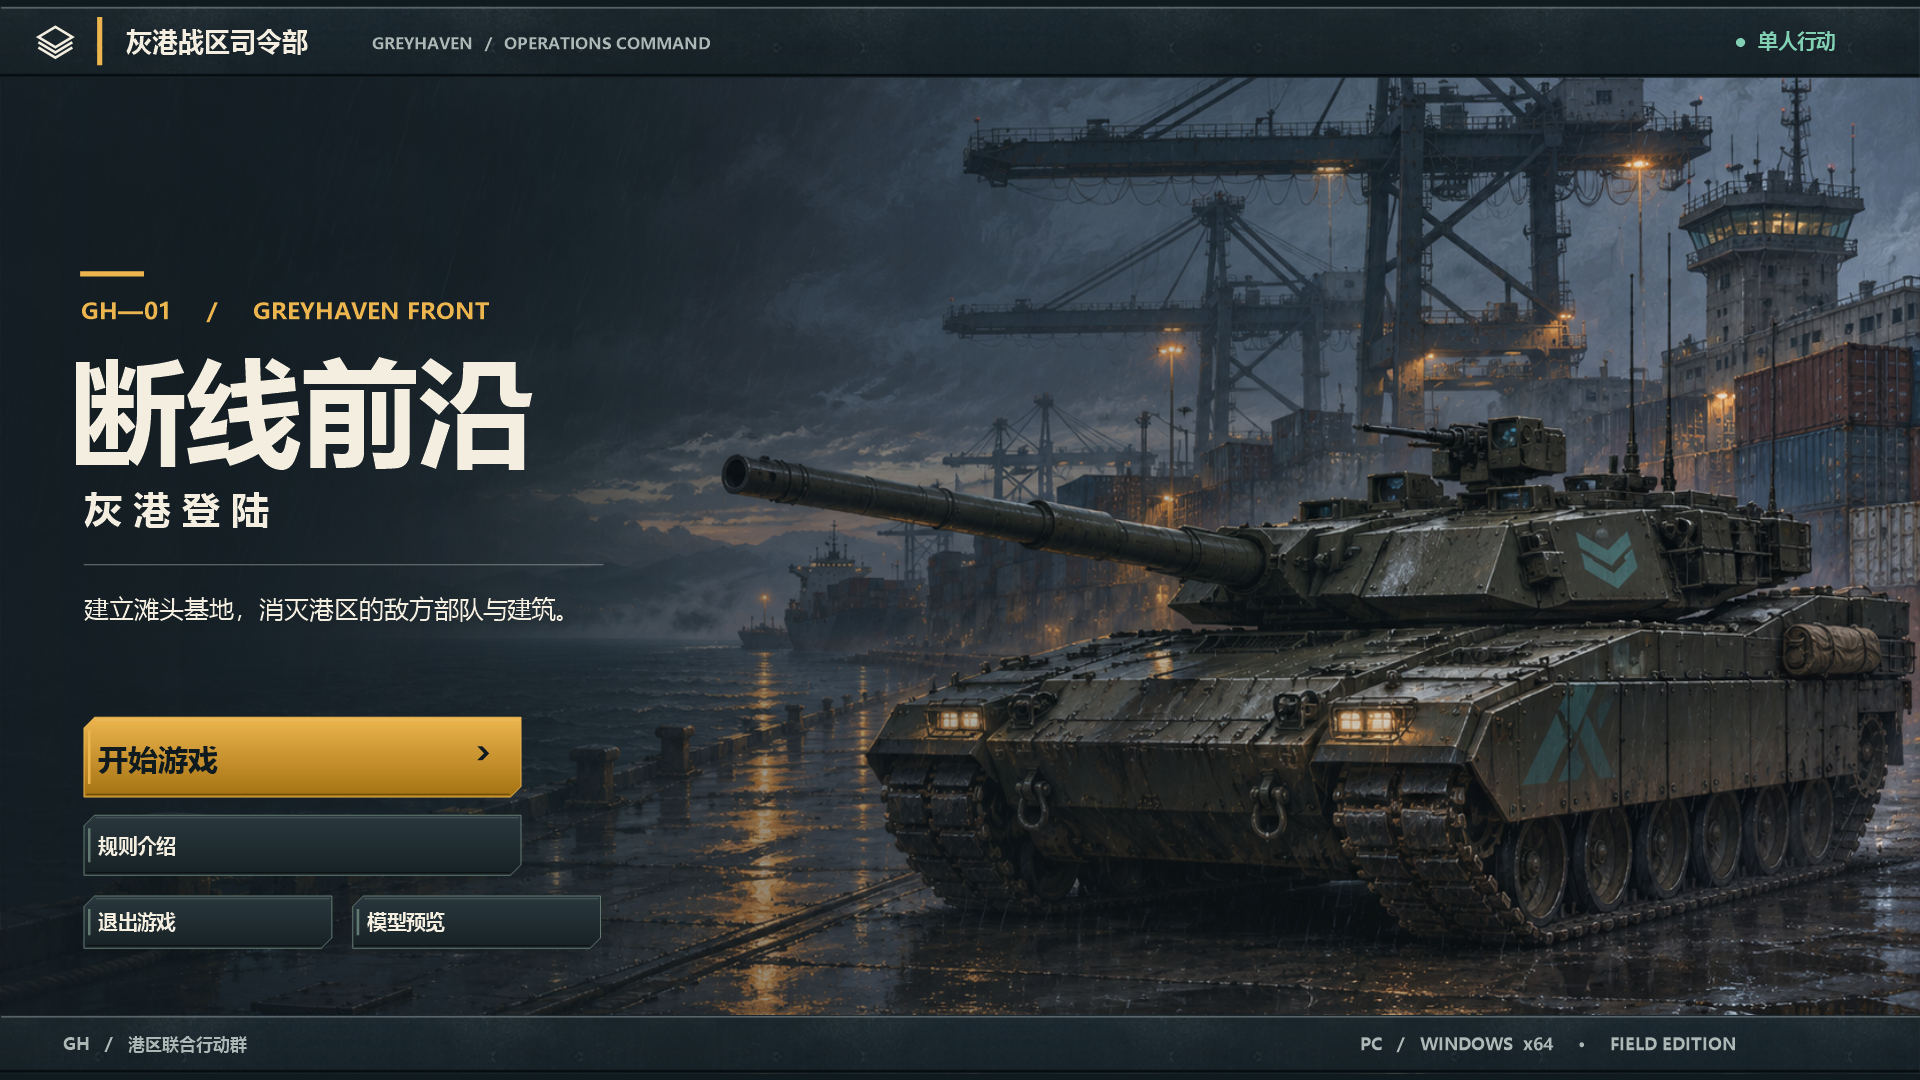 灰港战区司令部
GREYHAVEN / OPERATIONS COMMAND
单人行动
GH—01 / GREYHAVEN FRONT
断线前沿
灰港登陆
建立滩头基地，消灭港区的敌方部队与建筑。
开始游戏
规则介绍
退出游戏
模型预览
GH / 港区联合行动群
PC / WINDOWS x64 • FIELD EDITION